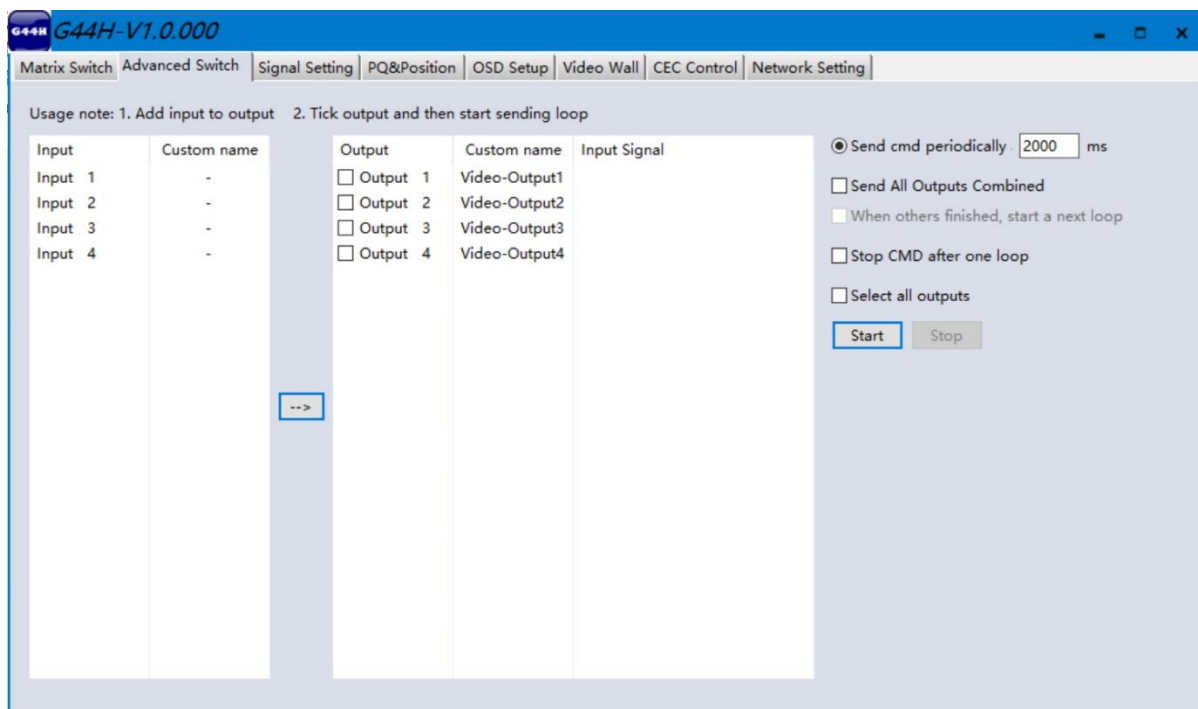 G44H G44H-V1.0.000
Matrix Switch Advanced Switch Signal Setting PQ&Position OSD Setup Video Wall CEC Control Network Setting
Usage note: 1. Add input to output 2. Tick output and then start sending loop
Input Custom name Output Custom name Input Signal
Input 1 - Output 1 Video-Output1
Input 2 - Output 2 Video-Output2
Input 3 - Output 3 Video-Output3
Input 4 - Output 4 Video-Output4
-->
Send cmd periodically 2000 ms
Send All Outputs Combined
When others finished, start a next loop
Stop CMD after one loop
Select all outputs
Start Stop